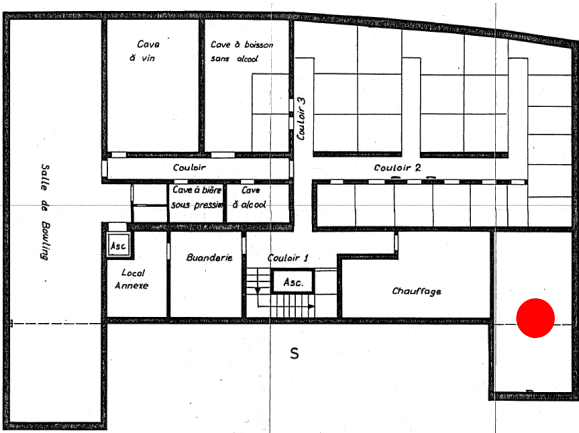 Cave
à vin
Cave à boisson
sans alcool
Couloir 3
Couloir
Couloir 2
Salle de Bowling
Cave à bière
sous pression
Cave
à alcool
Asc
Local
Annexe
Buanderie
Couloir 1
Asc.
Chauffage
S